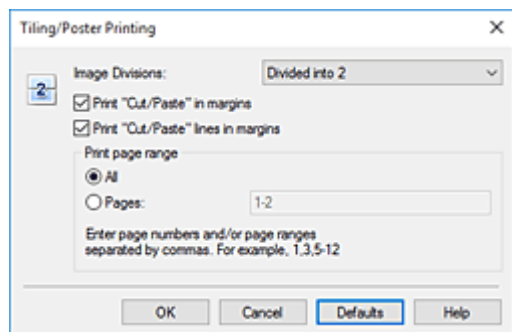 Tiling/Poster Printing
Image Divisions: Divided into 2
2
Print "Cut/Paste" in margins
Print "Cut/Paste" lines in margins
Print page range
All
Pages: 1-2
Enter page numbers and/or page ranges
separated by commas. For example, 1,3,5-12
OK Cancel Defaults Help